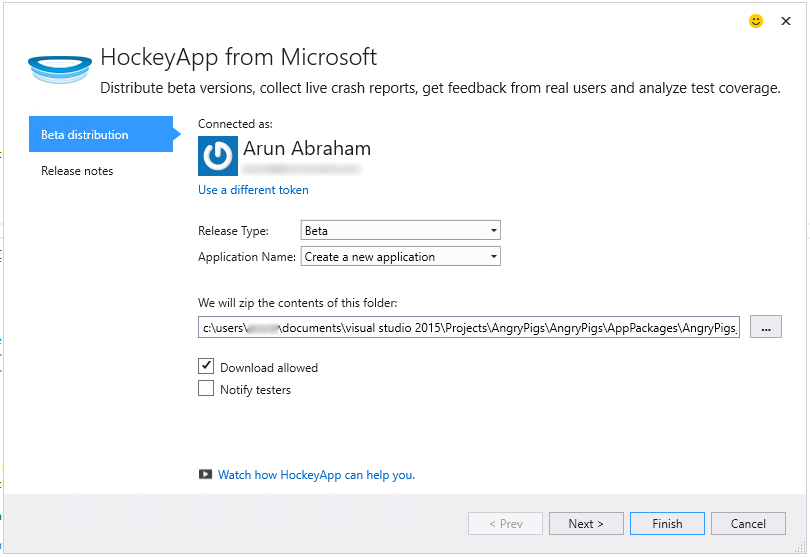 HockeyApp from Microsoft
Distribute beta versions, collect live crash reports, get feedback from real users and analyze test coverage.
Beta distribution
Release notes
Connected as:
Arun Abraham
Use a different token
Release Type: Beta
Application Name: Create a new application
We will zip the contents of this folder:
c:\users\ \documents\visual studio 2015\Projects\AngryPigs\AngryPigs\AppPackages\AngryPigs_
...
Download allowed
Notify testers
Watch how HockeyApp can help you.
< Prev Next > Finish Cancel